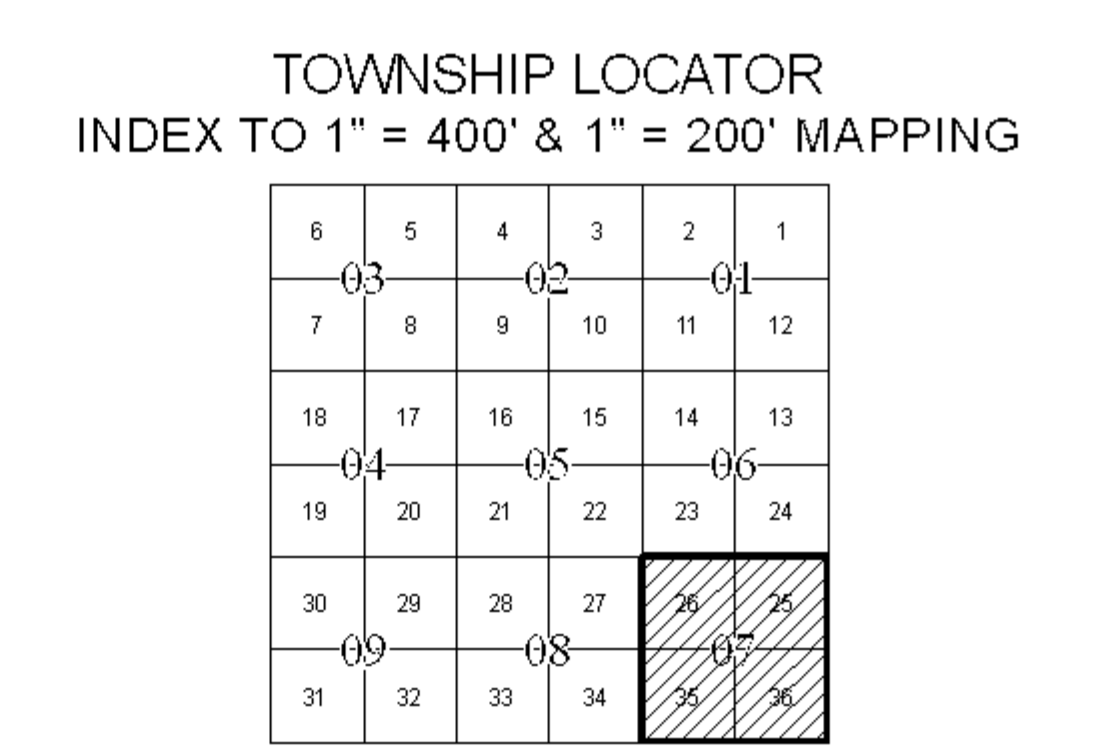 TOWNSHIP LOCATOR
INDEX TO 1" = 400' & 1" = 200' MAPPING
6 5 4 3 2 1
03 02 01
7 8 9 10 11 12
18 17 16 15 14 13
04 05 06
19 20 21 22 23 24
30 29 28 27 26 25
09 08 07
31 32 33 34 35 36